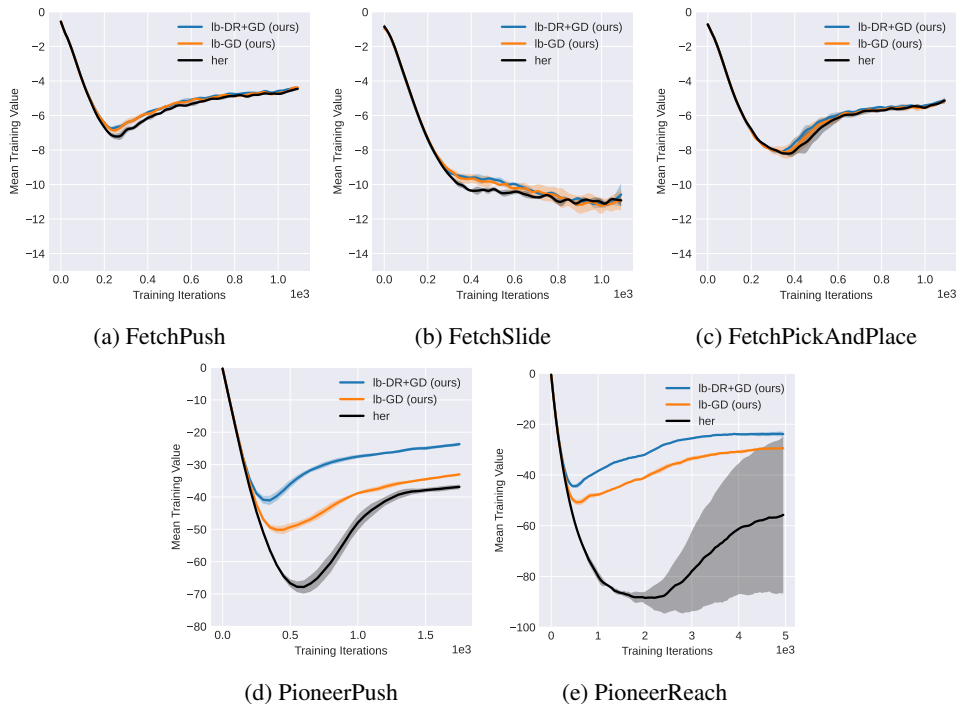 0
−2
−4
−6
−8
−10
−12
−14
Mean Training Value
lb-DR+GD (ours)
lb-GD (ours)
her
0.0 0.2 0.4 0.6 0.8 1.0
Training Iterations 1e3
(a) FetchPush
0
−2
−4
−6
−8
−10
−12
−14
Mean Training Value
lb-DR+GD (ours)
lb-GD (ours)
her
0.0 0.2 0.4 0.6 0.8 1.0
Training Iterations 1e3
(b) FetchSlide
0
−2
−4
−6
−8
−10
−12
−14
Mean Training Value
lb-DR+GD (ours)
lb-GD (ours)
her
0.0 0.2 0.4 0.6 0.8 1.0
Training Iterations 1e3
(c) FetchPickAndPlace
0
−10
−20
−30
−40
−50
−60
−70
−80
Mean Training Value
lb-DR+GD (ours)
lb-GD (ours)
her
0.0 0.5 1.0 1.5
Training Iterations 1e3
(d) PioneerPush
0
−20
−40
−60
−80
−100
Mean Training Value
lb-DR+GD (ours)
lb-GD (ours)
her
0 1 2 3 4 5
Training Iterations 1e3
(e) PioneerReach